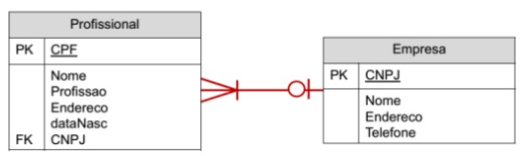 Profissional
PK CPF
Nome
Profissao
Endereco
dataNasc
FK CNPJ
Empresa
PK CNPJ
Nome
Endereco
Telefone